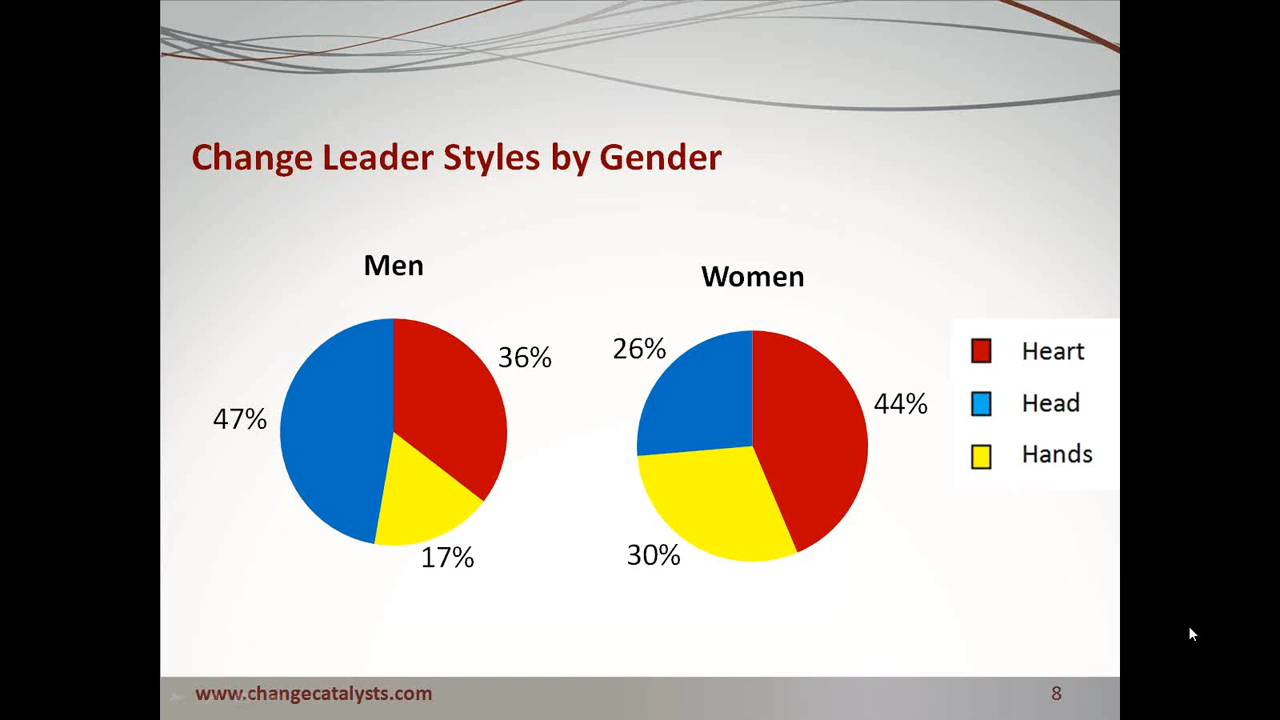 Change Leader Styles by Gender
Men
Women
36%
47%
17%
26%
44%
30%
Heart
Head
Hands
www.changecatalysts.com
8